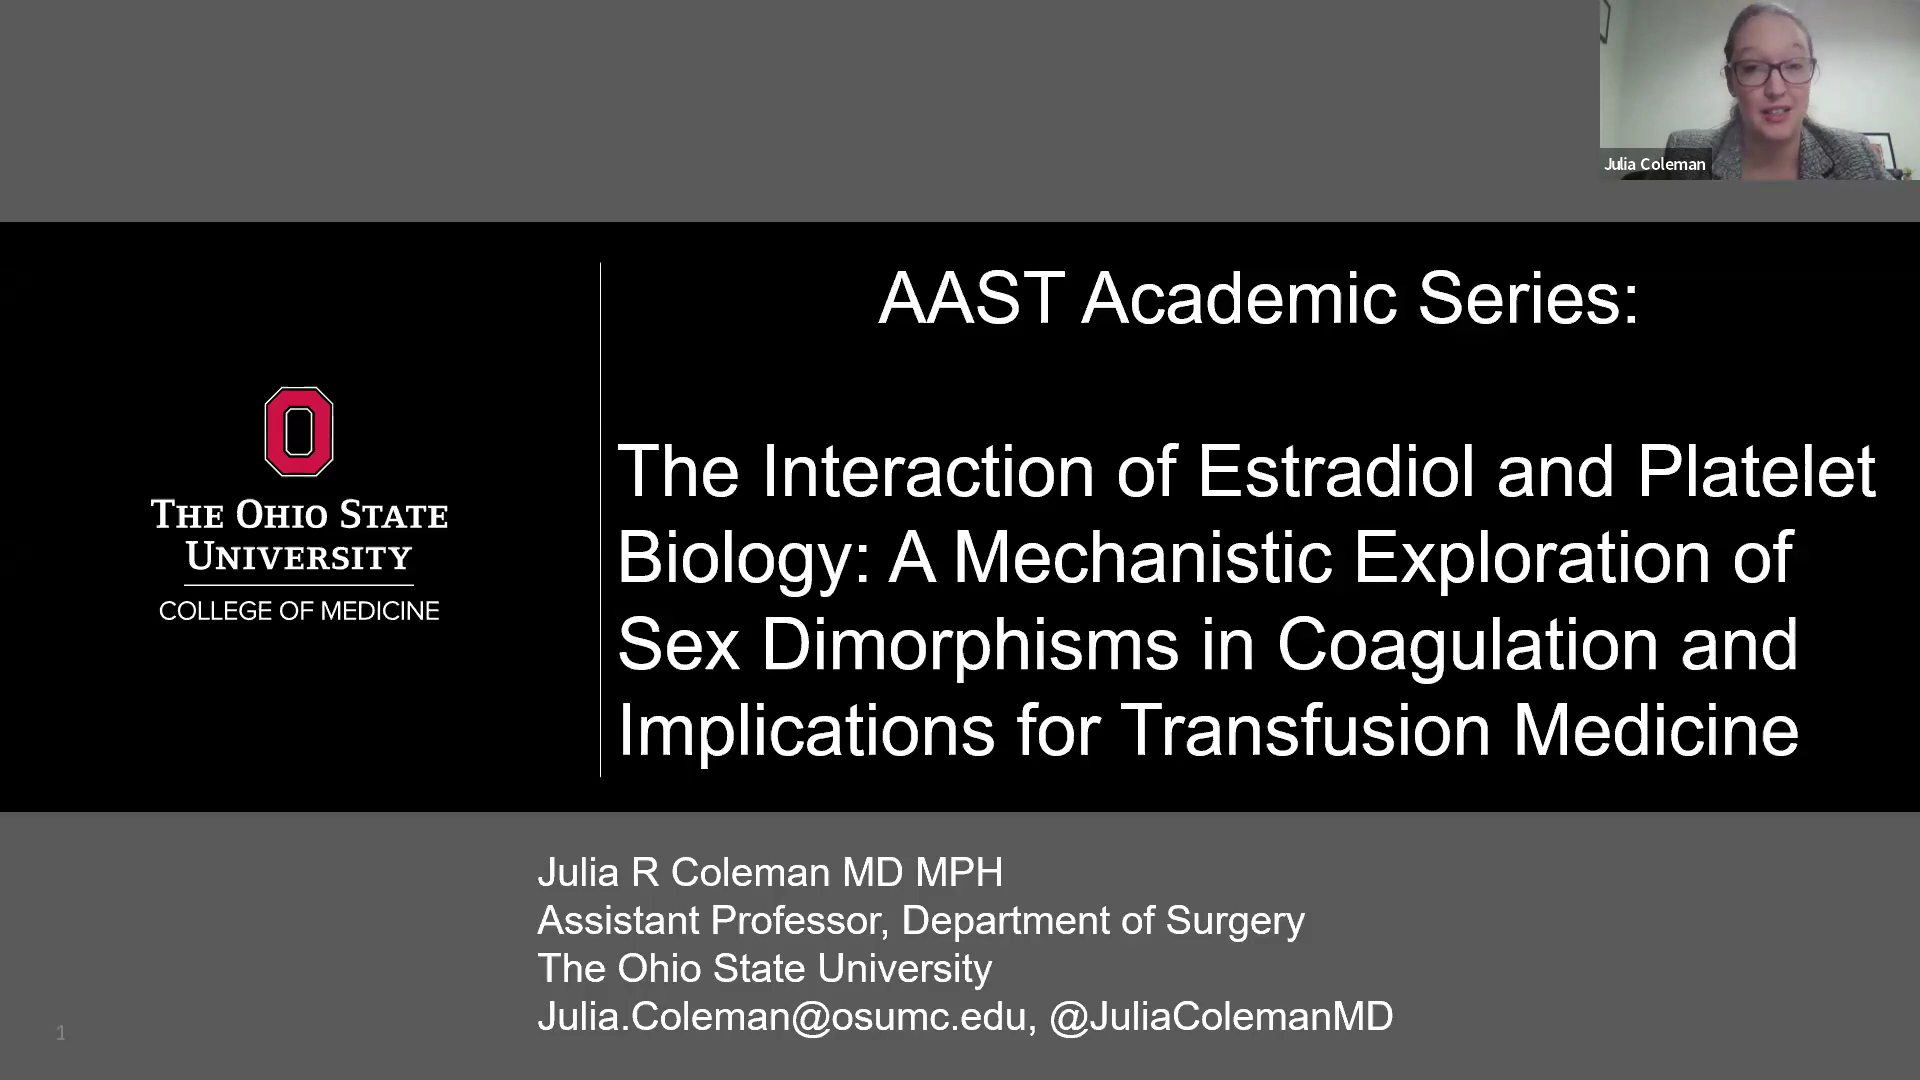 Julia Coleman
AAST Academic Series:
The Interaction of Estradiol and Platelet
Biology: A Mechanistic Exploration of
Sex Dimorphisms in Coagulation and
Implications for Transfusion Medicine
THE OHIO STATE
UNIVERSITY
COLLEGE OF MEDICINE
Julia R Coleman MD MPH
Assistant Professor, Department of Surgery
The Ohio State University
Julia.Coleman@osumc.edu, @JuliaColemanMD
1